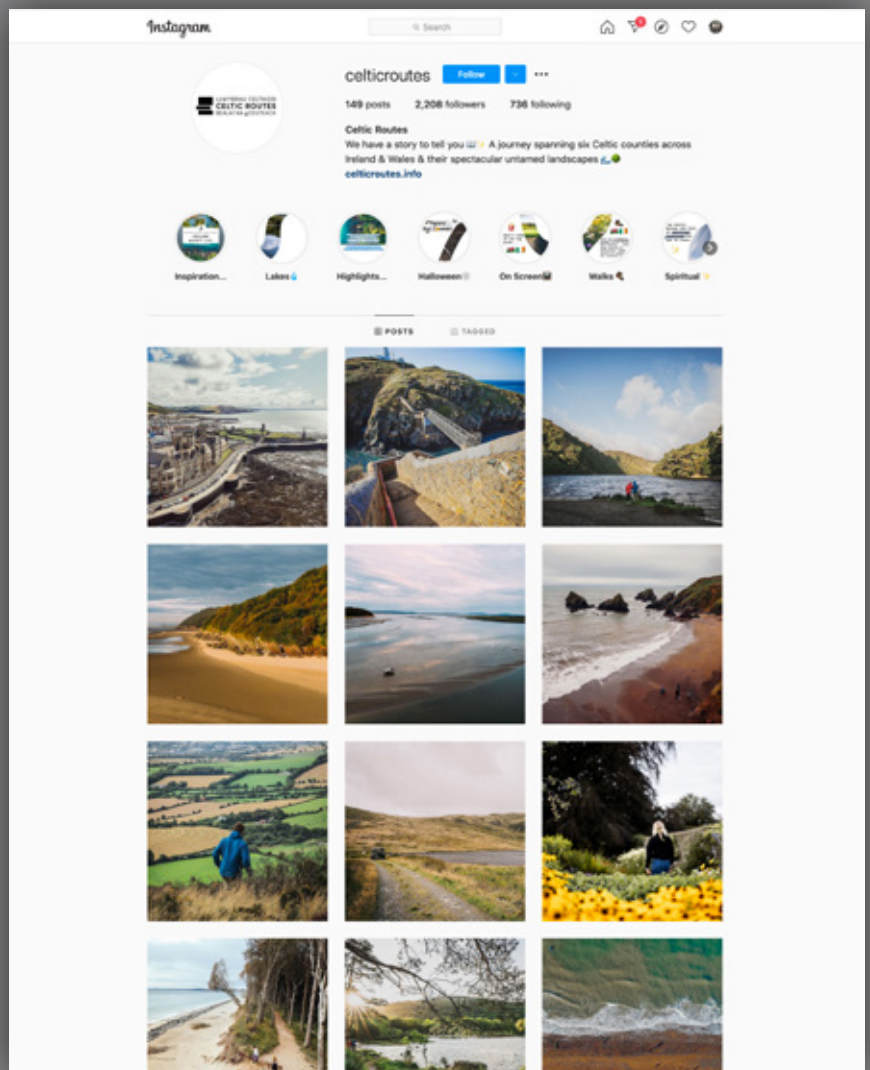 Instagram
Search
celticroutes Follow
149 posts 2,208 followers 736 following
CELTIC ROUTES
Celtic Routes
We have a story to tell you A journey spanning six Celtic counties across
Ireland & Wales & their spectacular untamed landscapes
celticroutes.info
Inspiration... Lakes Highlights... Halloween On Screen Walks Spiritual
POSTS TAGGED